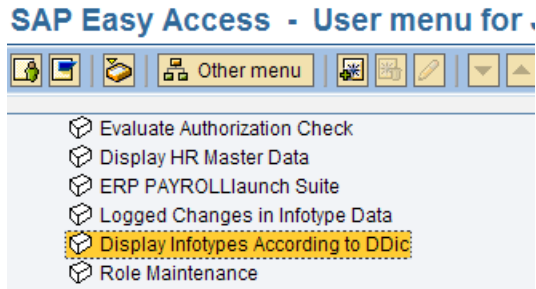 SAP Easy Access - User menu for
Other menu
Evaluate Authorization Check
Display HR Master Data
ERP PAYROLLlaunch Suite
Logged Changes in Infotype Data
Display Infotypes According to DDic
Role Maintenance